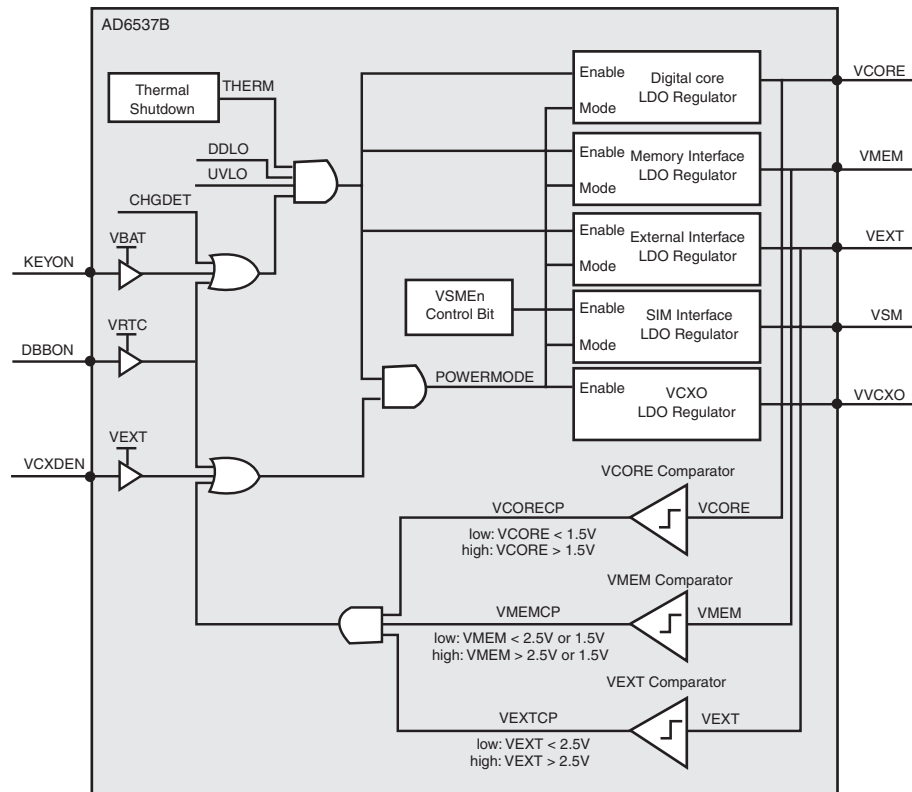 AD6537B
Thermal
Shutdown
THERM
DDLO
UVLO
CHGDET
VBAT
KEYON
VRTC
DBBON
VEXT
VCXDEN
Enable
Mode
Digital core
LDO Regulator
VCORE
Enable
Mode
Memory Interface
LDO Regulator
VMEM
Enable
Mode
External Interface
LDO Regulator
VEXT
VSMEn
Control Bit
Enable
Mode
SIM Interface
LDO Regulator
VSM
POWERMODE
Enable
VCXO
LDO Regulator
VVCXO
VCORE Comparator
VCORECP
VCORE
low: VCORE < 1.5V
high: VCORE > 1.5V
VMEM Comparator
VMEMCP
VMEM
low: VMEM < 2.5V or 1.5V
high: VMEM > 2.5V or 1.5V
VEXT Comparator
VEXTCP
VEXT
low: VEXT < 2.5V
high: VEXT > 2.5V